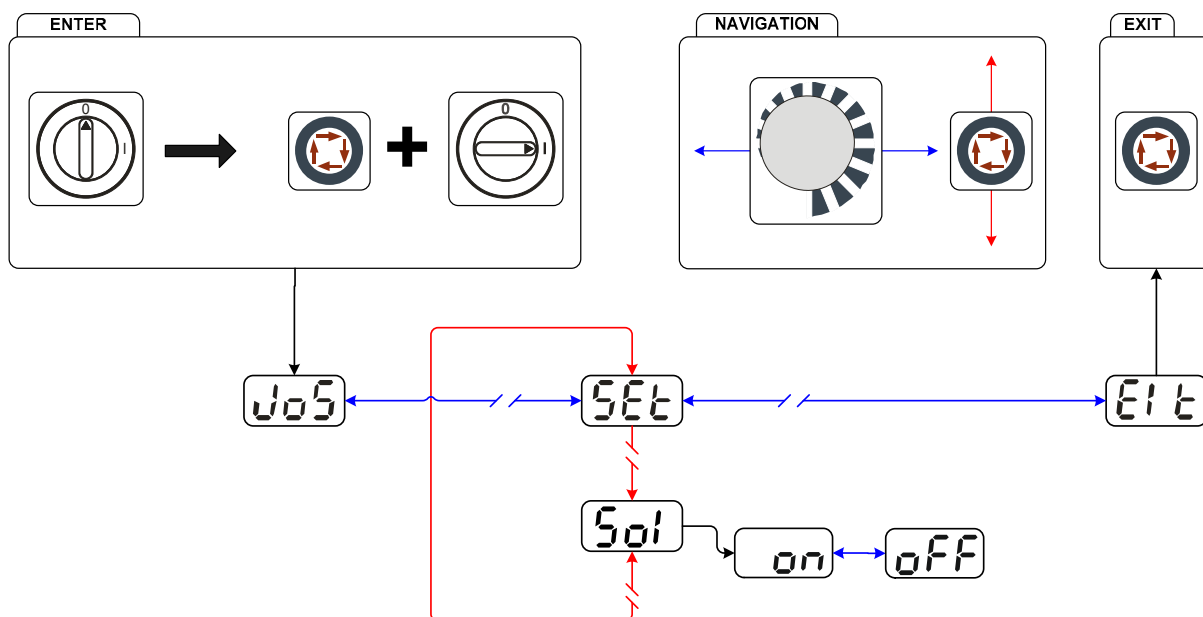 ENTER
NAVIGATION
EXIT
0
I
0
I
JoS
SEt
EIt
Sol
on
oFF